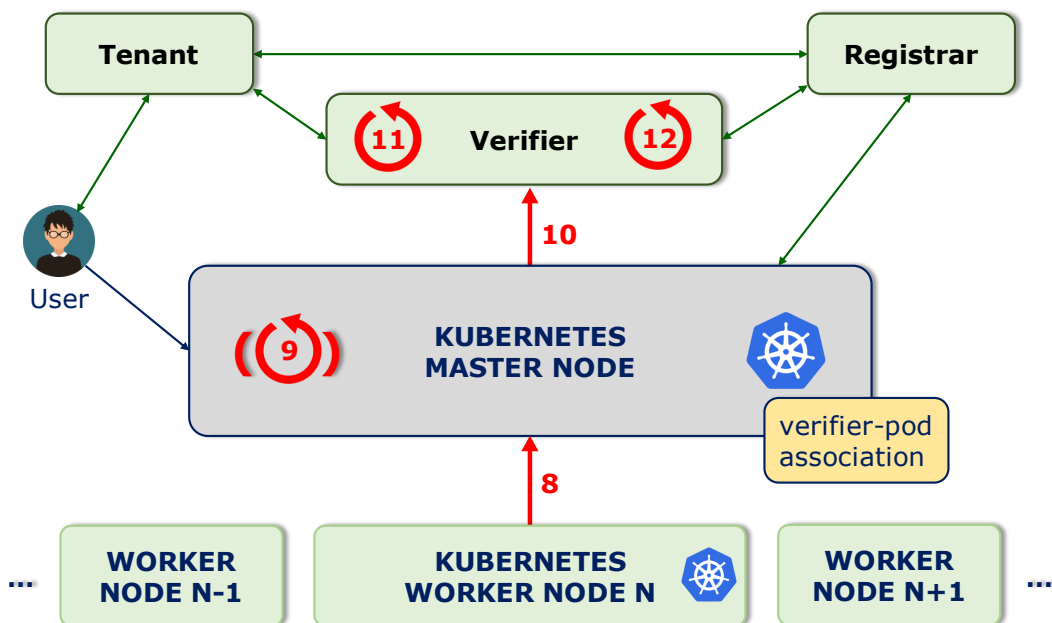 Tenant
Registrar
11
Verifier
12
10
User
(9)
KUBERNETES
MASTER NODE
verifier-pod
association
8
...
WORKER
NODE N-1
KUBERNETES
WORKER NODE N
WORKER
NODE N+1
...